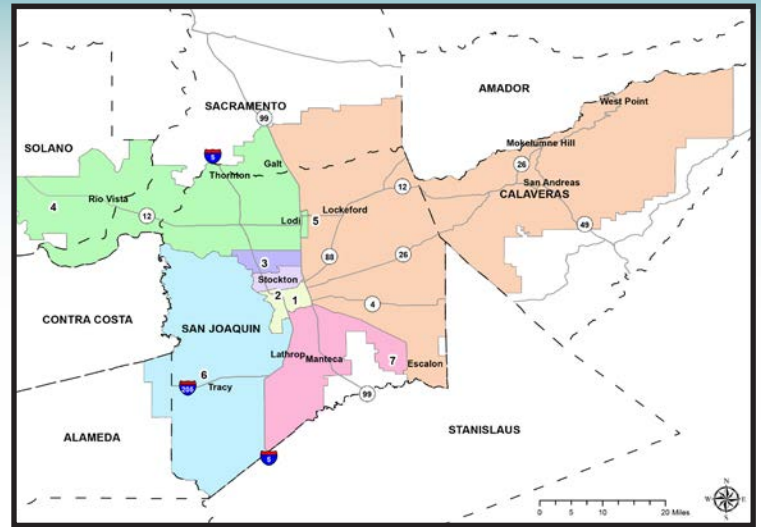 AMADOR
West Point
SACRAMENTO
99
SOLANO
5
Mokelumne Hill
Galt
26
Thornton
San Andreas
12
4
Rio Vista
CALAVERAS
12
Lodi
5
Lockeford
49
3
88
26
Stockton
2
1
CONTRA COSTA
4
SAN JOAQUIN
Lathrop
Manteca
7
Escalon
6
205
Tracy
99
ALAMEDA
STANISLAUS
5
N
W
E
S
0
5
10
20 Miles